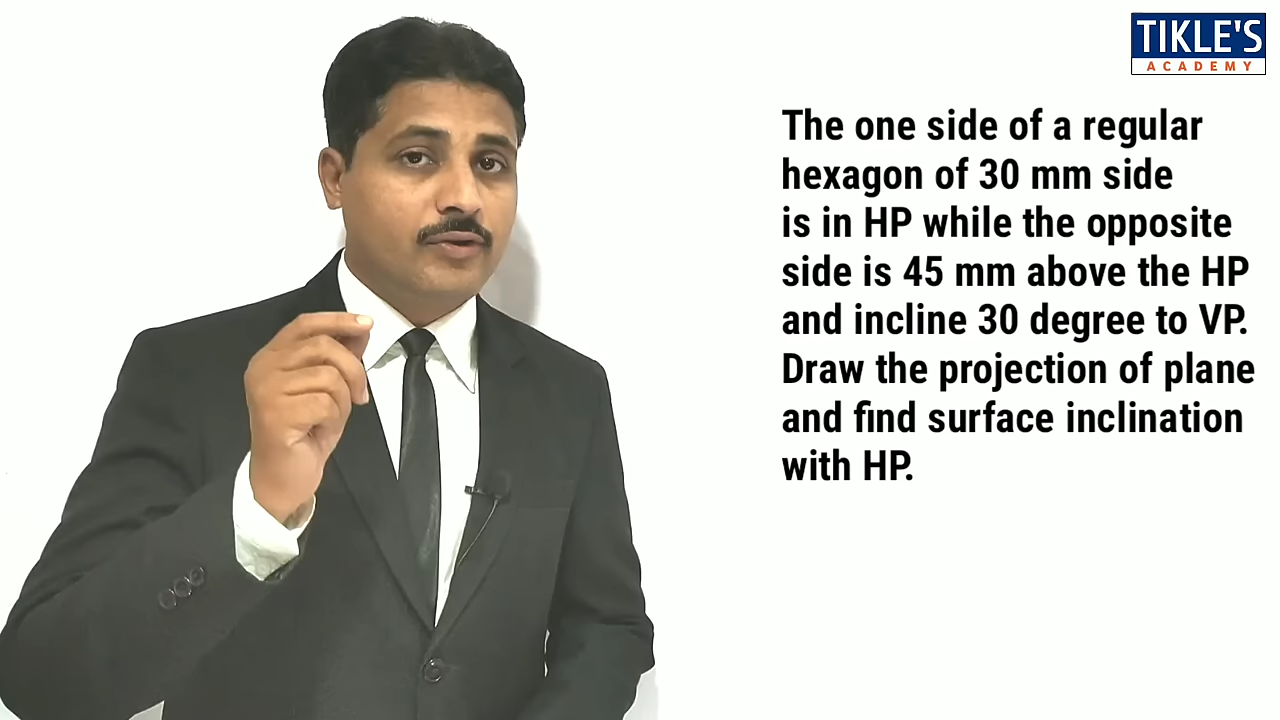 TIKLE'S
ACADEMY
The one side of a regular
hexagon of 30 mm side
is in HP while the opposite
side is 45 mm above the HP
and incline 30 degree to VP.
Draw the projection of plane
and find surface inclination
with HP.